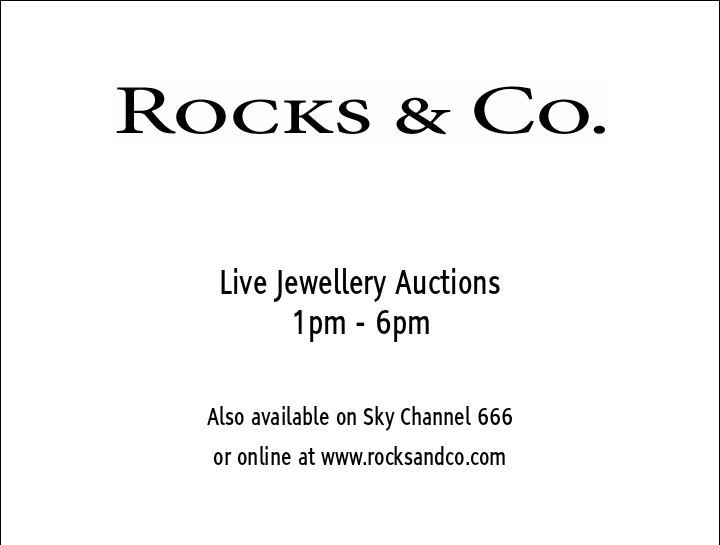 ROCKS & CO.
Live Jewellery Auctions
1pm - 6pm
Also available on Sky Channel 666
or online at www.rocksandco.com